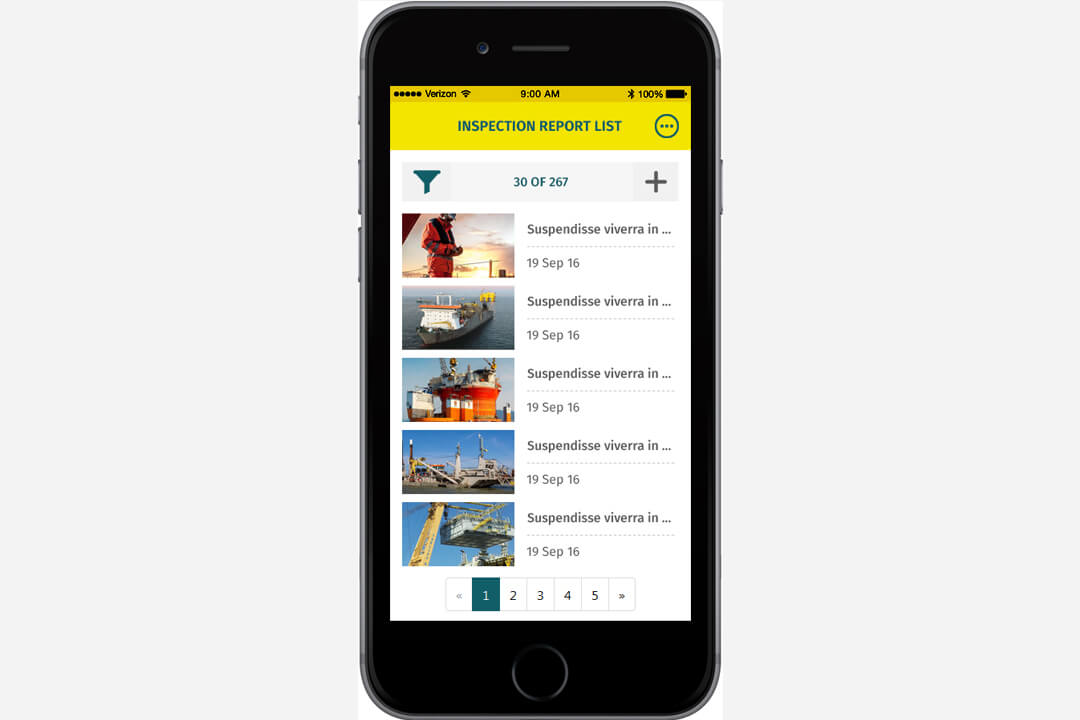 Verizon 9:00 AM 100%
INSPECTION REPORT LIST
30 OF 267
Suspendisse viverra in ...
19 Sep 16
Suspendisse viverra in ...
19 Sep 16
Suspendisse viverra in ...
19 Sep 16
Suspendisse viverra in ...
19 Sep 16
Suspendisse viverra in ...
19 Sep 16
« 1 2 3 4 5 »